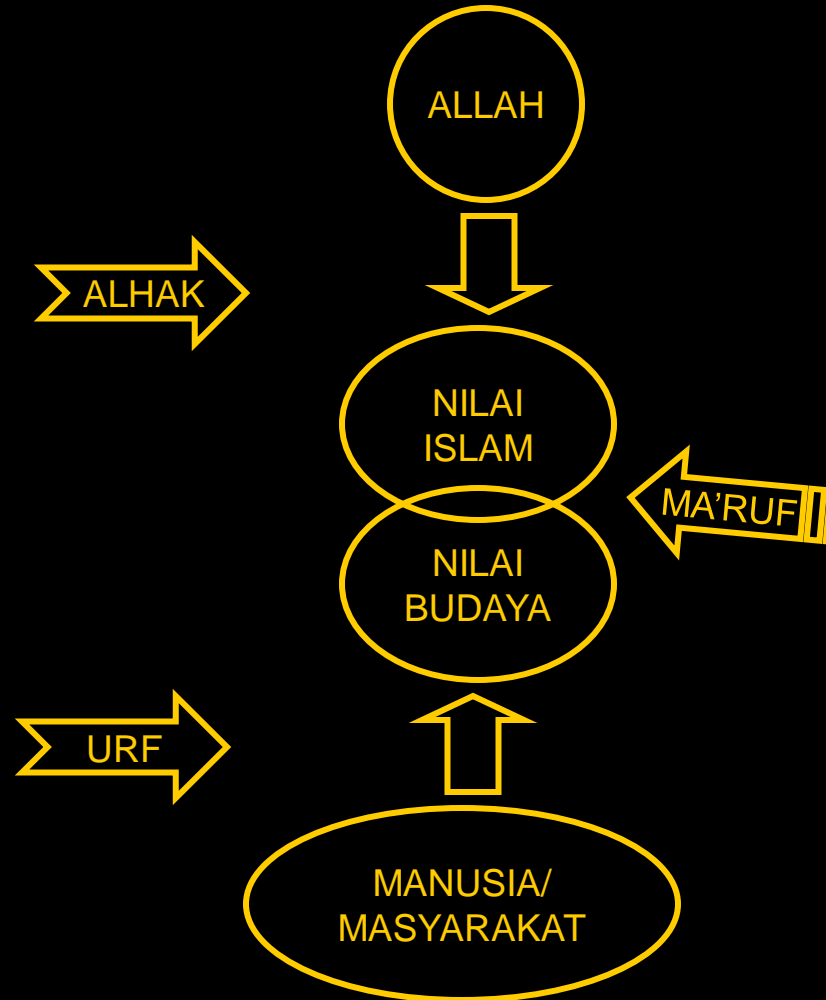 ALLAH
ALHAK
NILAI
ISLAM
MA'RUF
NILAI
BUDAYA
URF
MANUSIA/
MASYARAKAT